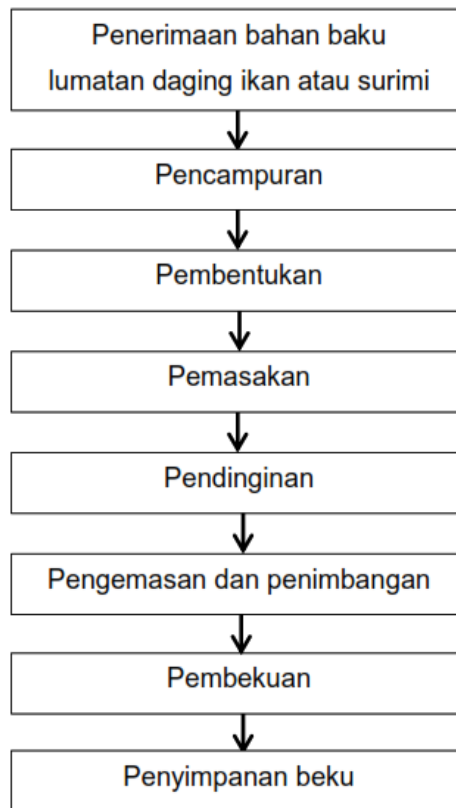 Penerimaan bahan baku
lumatan daging ikan atau surimi
Pencampuran
Pembentukan
Pemasakan
Pendinginan
Pengemasan dan penimbangan
Pembekuan
Penyimpanan beku